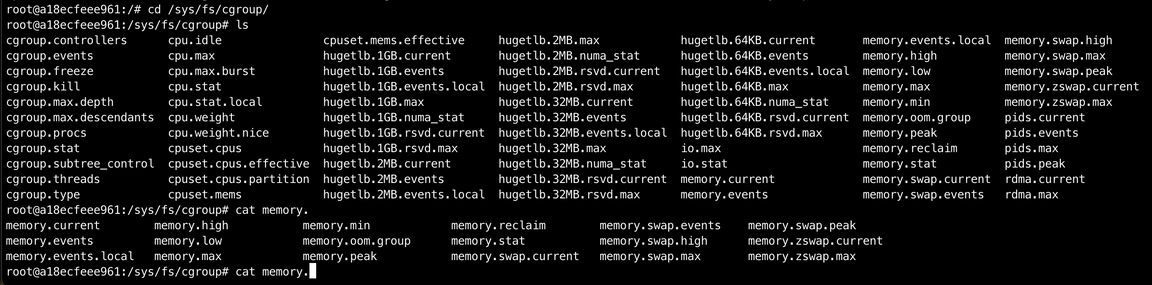 root@a18ecfeee961:/# cd /sys/fs/cgroup/
root@a18ecfeee961:/sys/fs/cgroup# ls
cgroup.controllers cpu.idle cpuset.mems.effective hugetlb.2MB.max hugetlb.64KB.current memory.events.local memory.swap.high
cgroup.events cpu.max hugetlb.1GB.current hugetlb.2MB.numa_stat hugetlb.64KB.events memory.high memory.swap.max
cgroup.freeze cpu.max.burst hugetlb.1GB.events hugetlb.2MB.rsvd.current hugetlb.64KB.events.local memory.low memory.swap.peak
cgroup.kill cpu.stat hugetlb.1GB.events.local hugetlb.2MB.rsvd.max hugetlb.64KB.max memory.max memory.zswap.current
cgroup.max.depth cpu.stat.local hugetlb.1GB.max hugetlb.32MB.current hugetlb.64KB.numa_stat memory.min memory.zswap.max
cgroup.max.descendants cpu.weight hugetlb.1GB.numa_stat hugetlb.32MB.events hugetlb.64KB.rsvd.current memory.oom.group pids.current
cgroup.procs cpu.weight.nice hugetlb.1GB.rsvd.current hugetlb.32MB.events.local hugetlb.64KB.rsvd.max memory.peak pids.events
cgroup.stat cpuset.cpus hugetlb.1GB.rsvd.max hugetlb.32MB.max io.max memory.reclaim pids.max
cgroup.subtree_control cpuset.cpus.effective hugetlb.2MB.current hugetlb.32MB.numa_stat io.stat memory.stat pids.peak
cgroup.threads cpuset.cpus.partition hugetlb.2MB.events hugetlb.32MB.rsvd.current memory.current memory.swap.current rdma.current
cgroup.type cpuset.mems hugetlb.2MB.events.local hugetlb.32MB.rsvd.max memory.events memory.swap.events rdma.max
root@a18ecfeee961:/sys/fs/cgroup# cat memory.
memory.current memory.high memory.min memory.reclaim memory.swap.events memory.swap.peak
memory.events memory.low memory.oom.group memory.stat memory.swap.high memory.zswap.current
memory.events.local memory.max memory.peak memory.swap.current memory.swap.max memory.zswap.max
root@a18ecfeee961:/sys/fs/cgroup# cat memory.